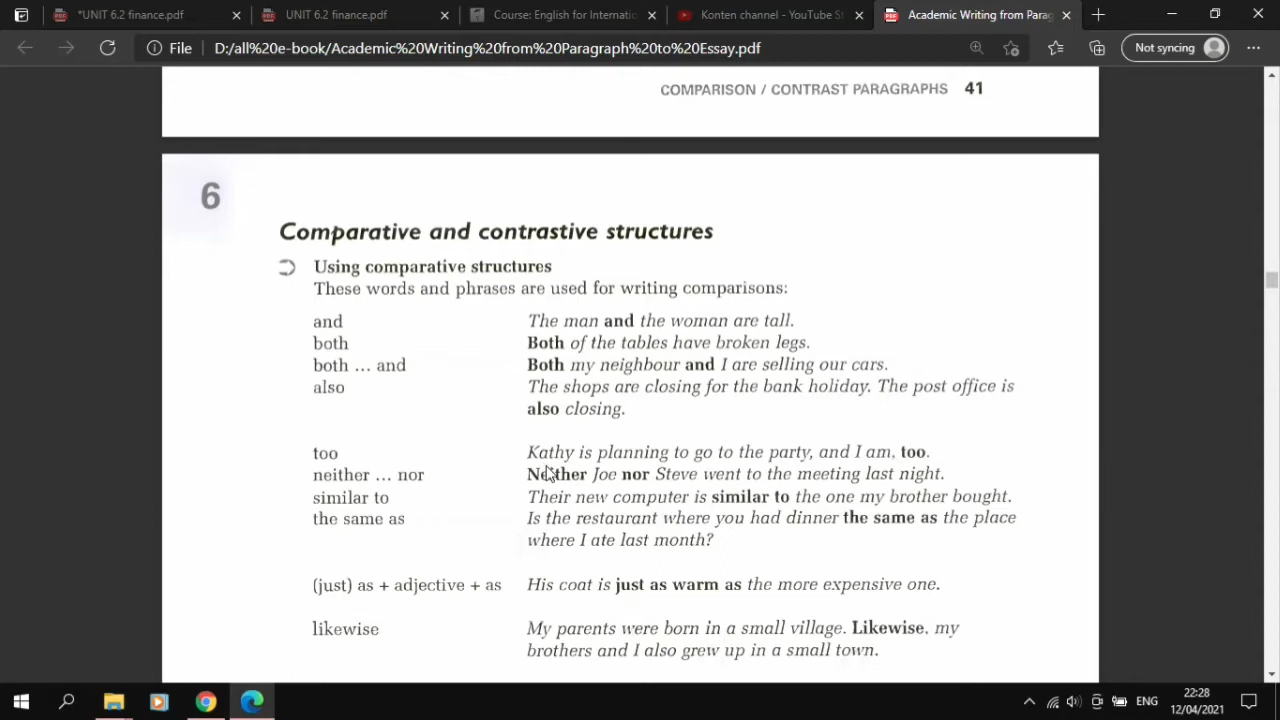 *UNIT 6.2 finance.pdf
UNIT 6.2 finance.pdf
Course: English for Internatio
Konten channel - YouTube S
Academic Writing from Parag
File
D:/all%20e-book/Academic%20Writing%20from%20Paragraph%20to%20Essay.pdf
Not syncing
COMPARISON / CONTRAST PARAGRAPHS 41
6
Comparative and contrastive structures
Using comparative structures
These words and phrases are used for writing comparisons:
and The man and the woman are tall.
both Both of the tables have broken legs.
both ... and Both my neighbour and I are selling our cars.
also The shops are closing for the bank holiday. The post office is
also closing.
too Kathy is planning to go to the party, and I am, too.
neither ... nor Neither Joe nor Steve went to the meeting last night.
similar to Their new computer is similar to the one my brother bought.
the same as Is the restaurant where you had dinner the same as the place
where I ate last month?
(just) as + adjective + as His coat is just as warm as the more expensive one.
likewise My parents were born in a small village. Likewise, my
brothers and I also grew up in a small town.
ENG
22:28
12/04/2021